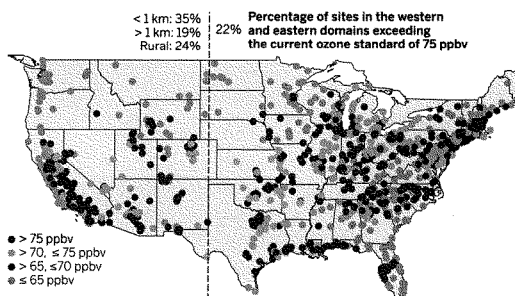 < 1 km: 35%
> 1 km: 19%
Rural: 24%
22%
Percentage of sites in the western
and eastern domains exceeding
the current ozone standard of 75 ppbv
> 75 ppbv
> 70, ≤ 75 ppbv
> 65, ≤70 ppbv
≤ 65 ppbv